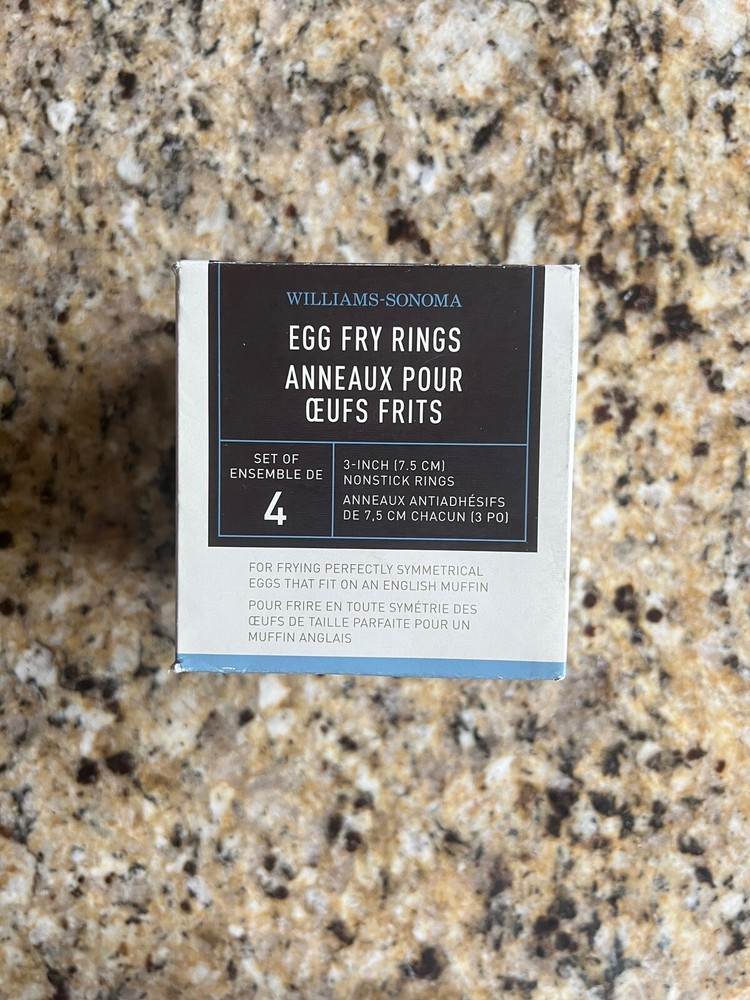 WILLIAMS-SONOMA
EGG FRY RINGS
ANNEAUX POUR
ŒUFS FRITS
SET OF
ENSEMBLE DE
4
3-INCH (7.5 CM)
NONSTICK RINGS
ANNEAUX ANTIADHÉSIFS
DE 7,5 CM CHACUN (3 PO)
FOR FRYING PERFECTLY SYMMETRICAL
EGGS THAT FIT ON AN ENGLISH MUFFIN
POUR FRIRE EN TOUTE SYMÉTRIE DES
ŒUFS DE TAILLE PARFAITE POUR UN
MUFFIN ANGLAIS